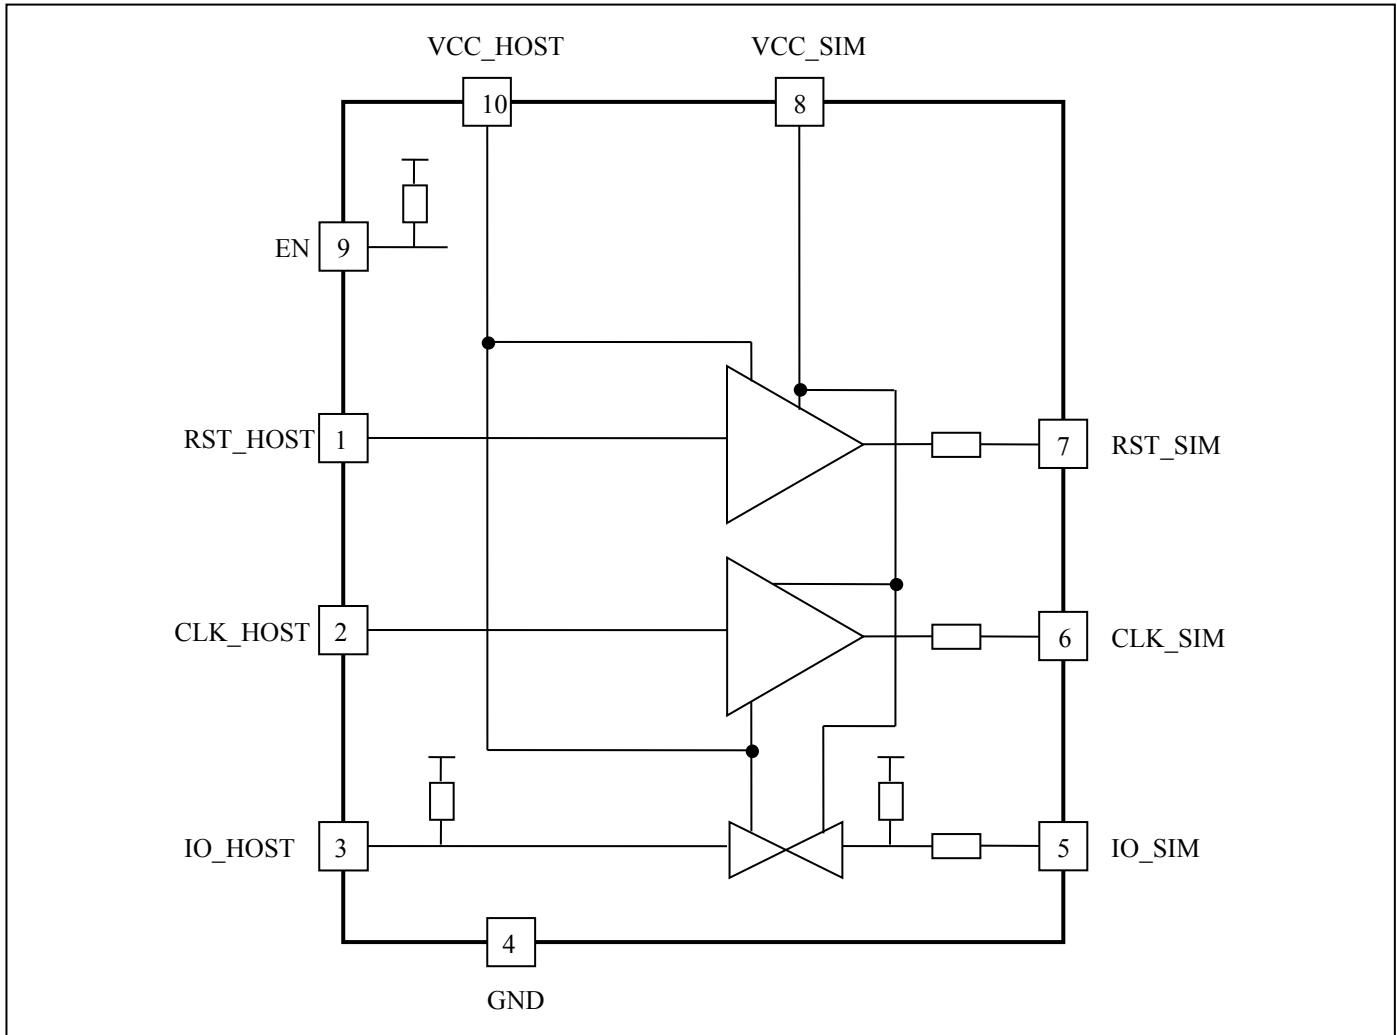 VCC_HOST VCC_SIM
10 8
EN 9
RST_HOST 1 7 RST_SIM
CLK_HOST 2 6 CLK_SIM
IO_HOST 3 5 IO_SIM
4
GND